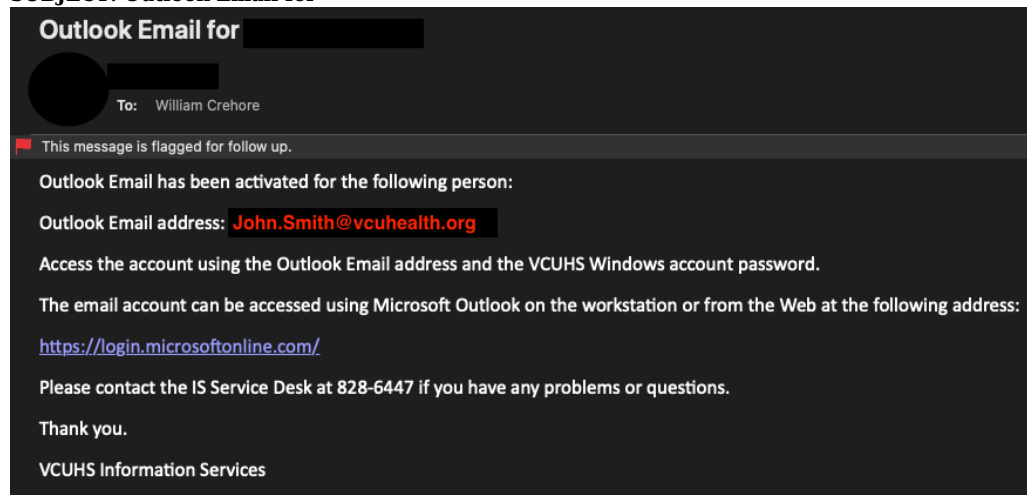 Outlook Email for
To: William Crehore
This message is flagged for follow up.
Outlook Email has been activated for the following person:
Outlook Email address: John.Smith@vcuhealth.org
Access the account using the Outlook Email address and the VCUHS Windows account password.
The email account can be accessed using Microsoft Outlook on the workstation or from the Web at the following address:
https://login.microsoftonline.com/
Please contact the IS Service Desk at 828-6447 if you have any problems or questions.
Thank you.
VCUHS Information Services